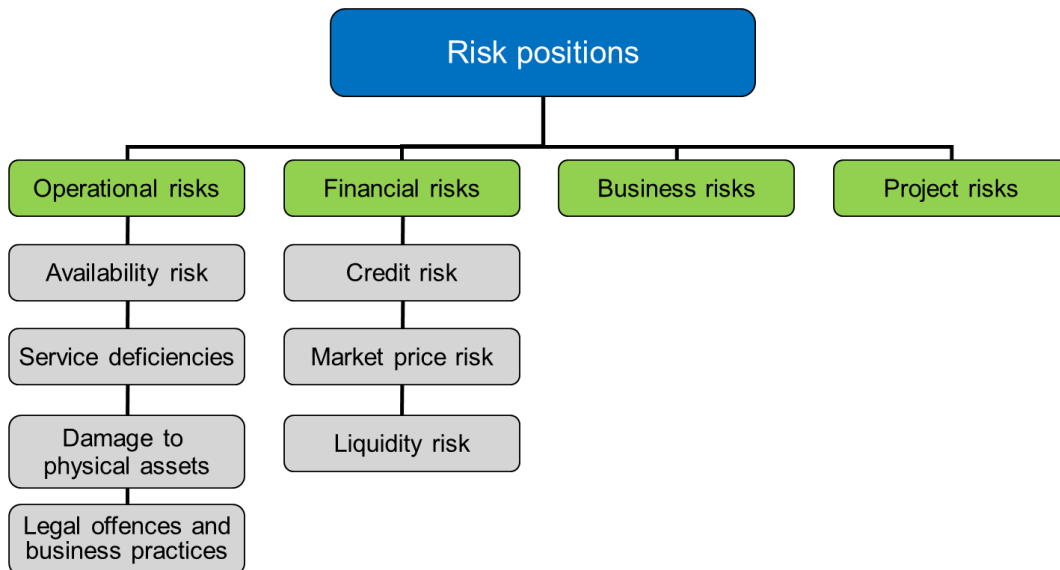 Risk positions
Operational risks
Financial risks
Business risks
Project risks
Availability risk
Credit risk
Service deficiencies
Market price risk
Damage to
physical assets
Liquidity risk
Legal offences and
business practices